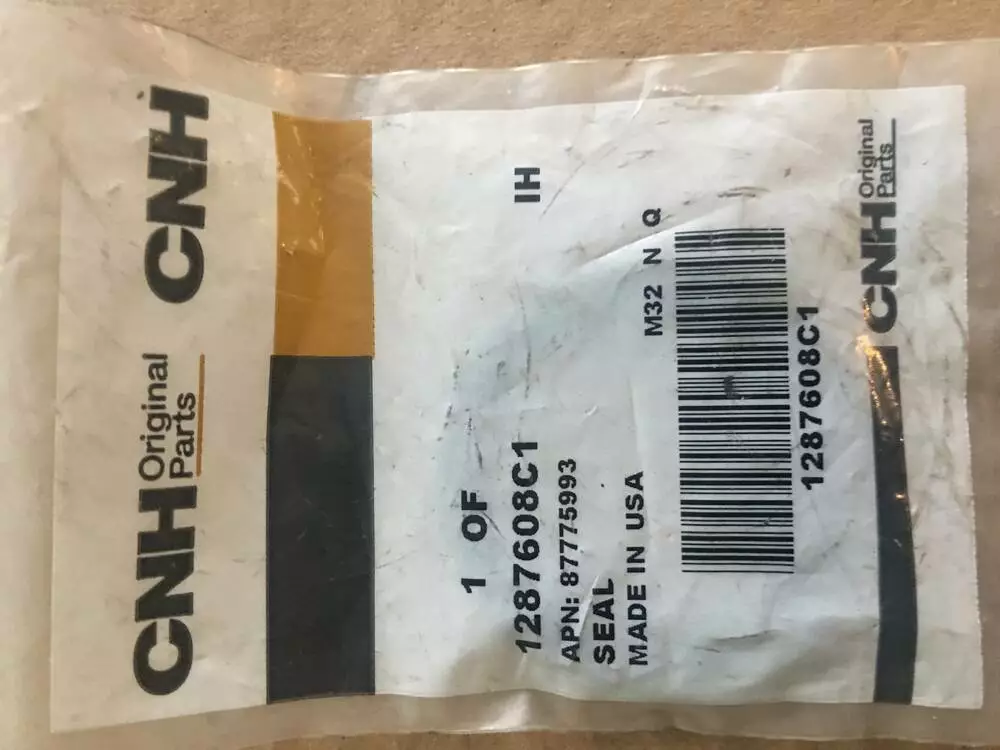 CNH Original Parts CNH
1 OF
1287608C1 IH
APN: 87775993
SEAL
MADE IN USA M32 N Q
1287608C1
CNH Original Parts